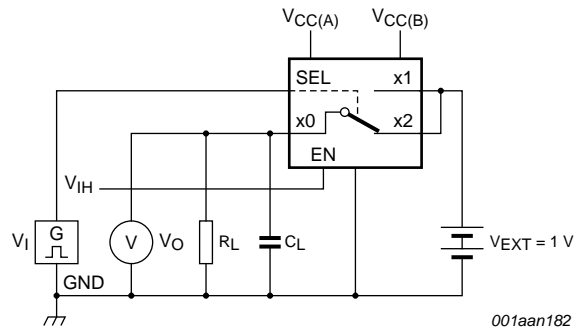 VCC(A) VCC(B)
SEL x1
x0 x2
EN
VIH
G
VI V VO RL CL VEXT = 1 V
GND
001aan182